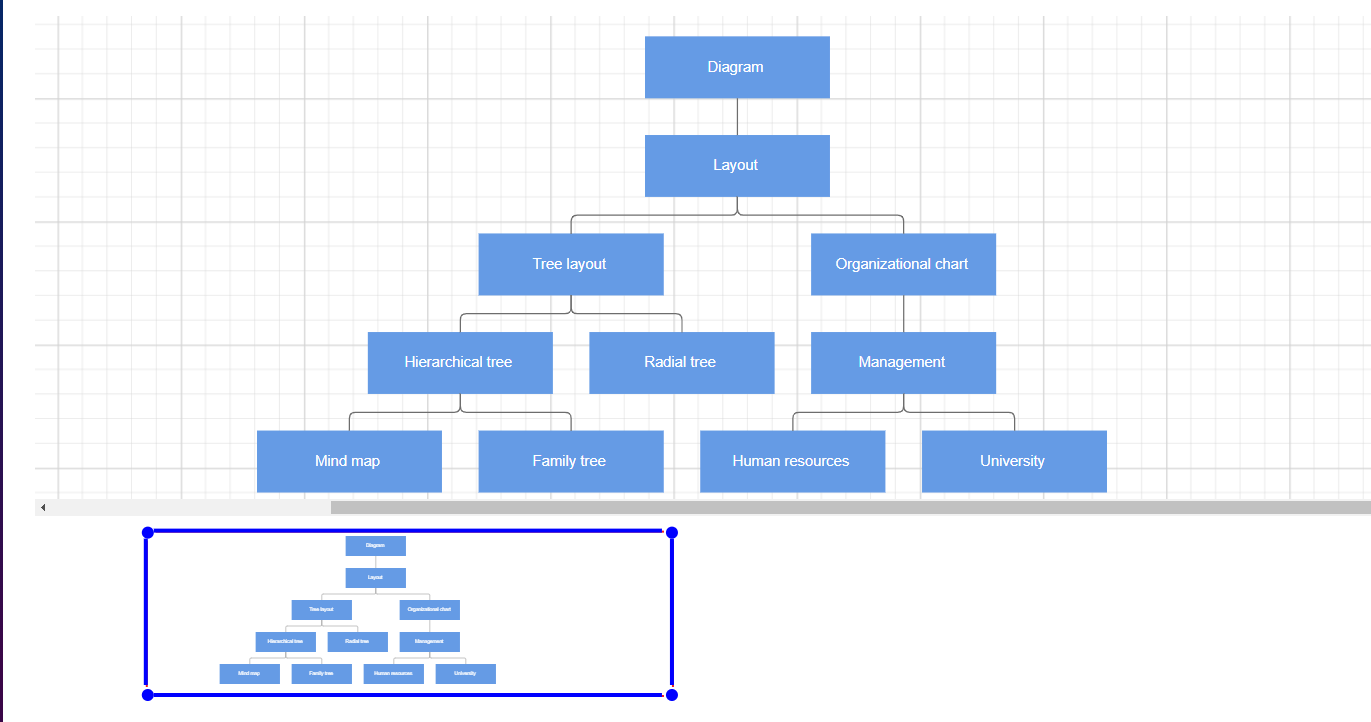 Diagram
Layout
Tree layout
Organizational chart
Hierarchical tree
Radial tree
Management
Mind map
Family tree
Human resources
University
Diagram
Layout
Tree layout
Organizational chart
Hierarchical tree
Radial tree
Management
Mind map
Family tree
Human resources
University